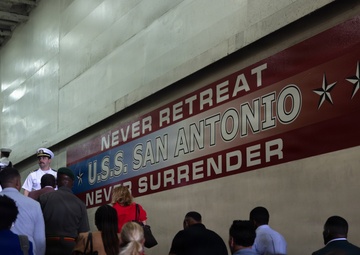 NEVER RETREAT
U.S.S. SAN ANTONIO
NEVER SURRENDER